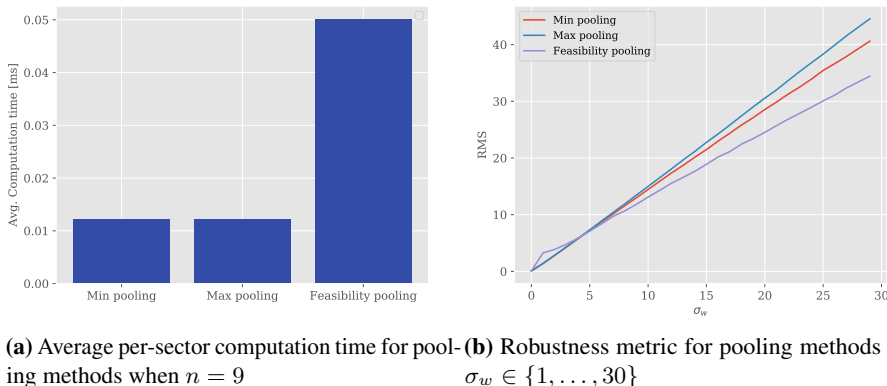 0.05
0.04
0.03
0.02
0.01
0.00
Avg. Computation time [ms]
Min pooling
Max pooling
Feasibility pooling
Min pooling
Max pooling
Feasibility pooling
40
30
20
10
0
RMS
0
5
10
15
20
25
30
σ_w
(a) Average per-sector computation time for pool-
ing methods when n = 9
(b) Robustness metric for pooling methods
σ_w ∈ {1, . . . , 30}